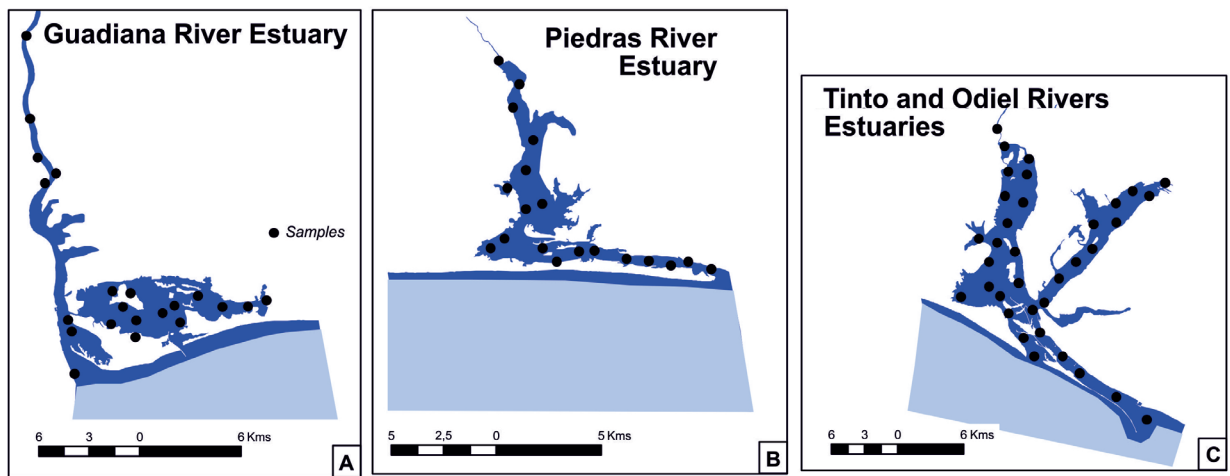 Guadiana River Estuary
Samples
6 3 0 6 Kms
A
Piedras River
Estuary
5 2,5 0 5 Kms
B
Tinto and Odiel Rivers
Estuaries
6 3 0 6 Kms
C